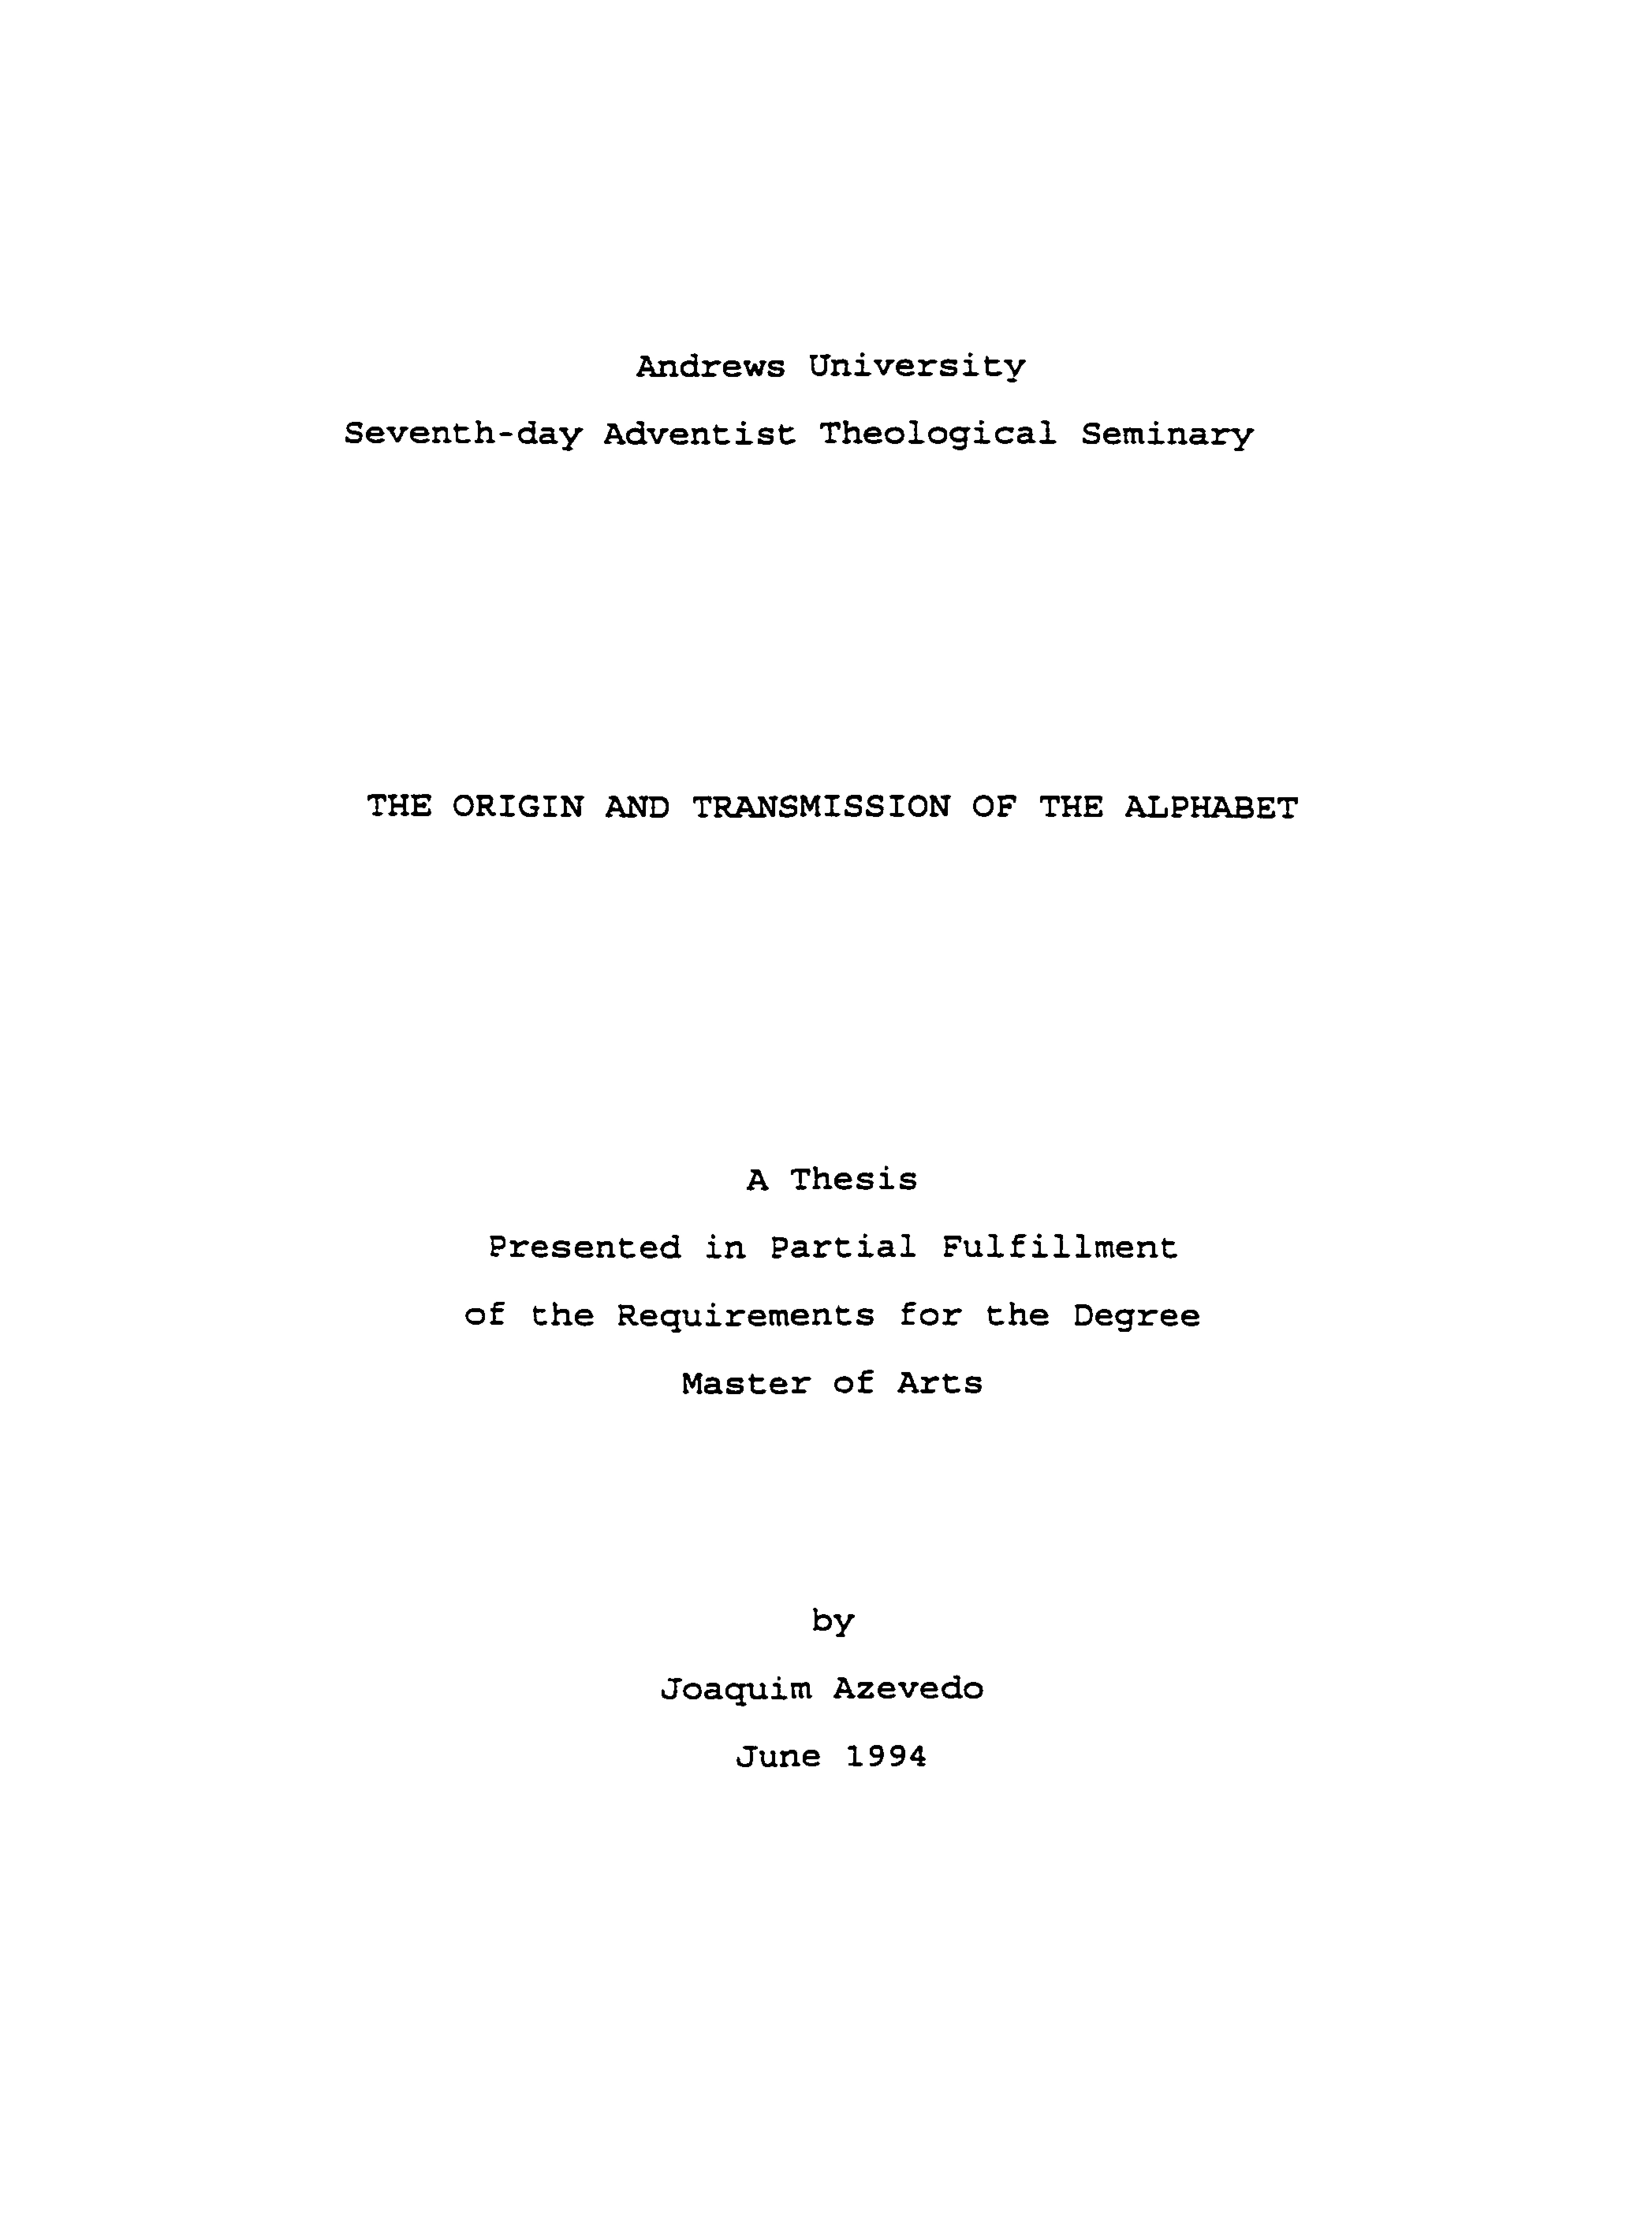 Andrews University
Seventh-day Adventist Theological Seminary
THE ORIGIN AND TRANSMISSION OF THE ALPHABET
A Thesis
Presented in Partial Fulfillment
of the Requirements for the Degree
Master of Arts
by
Joaquim Azevedo
June 1994